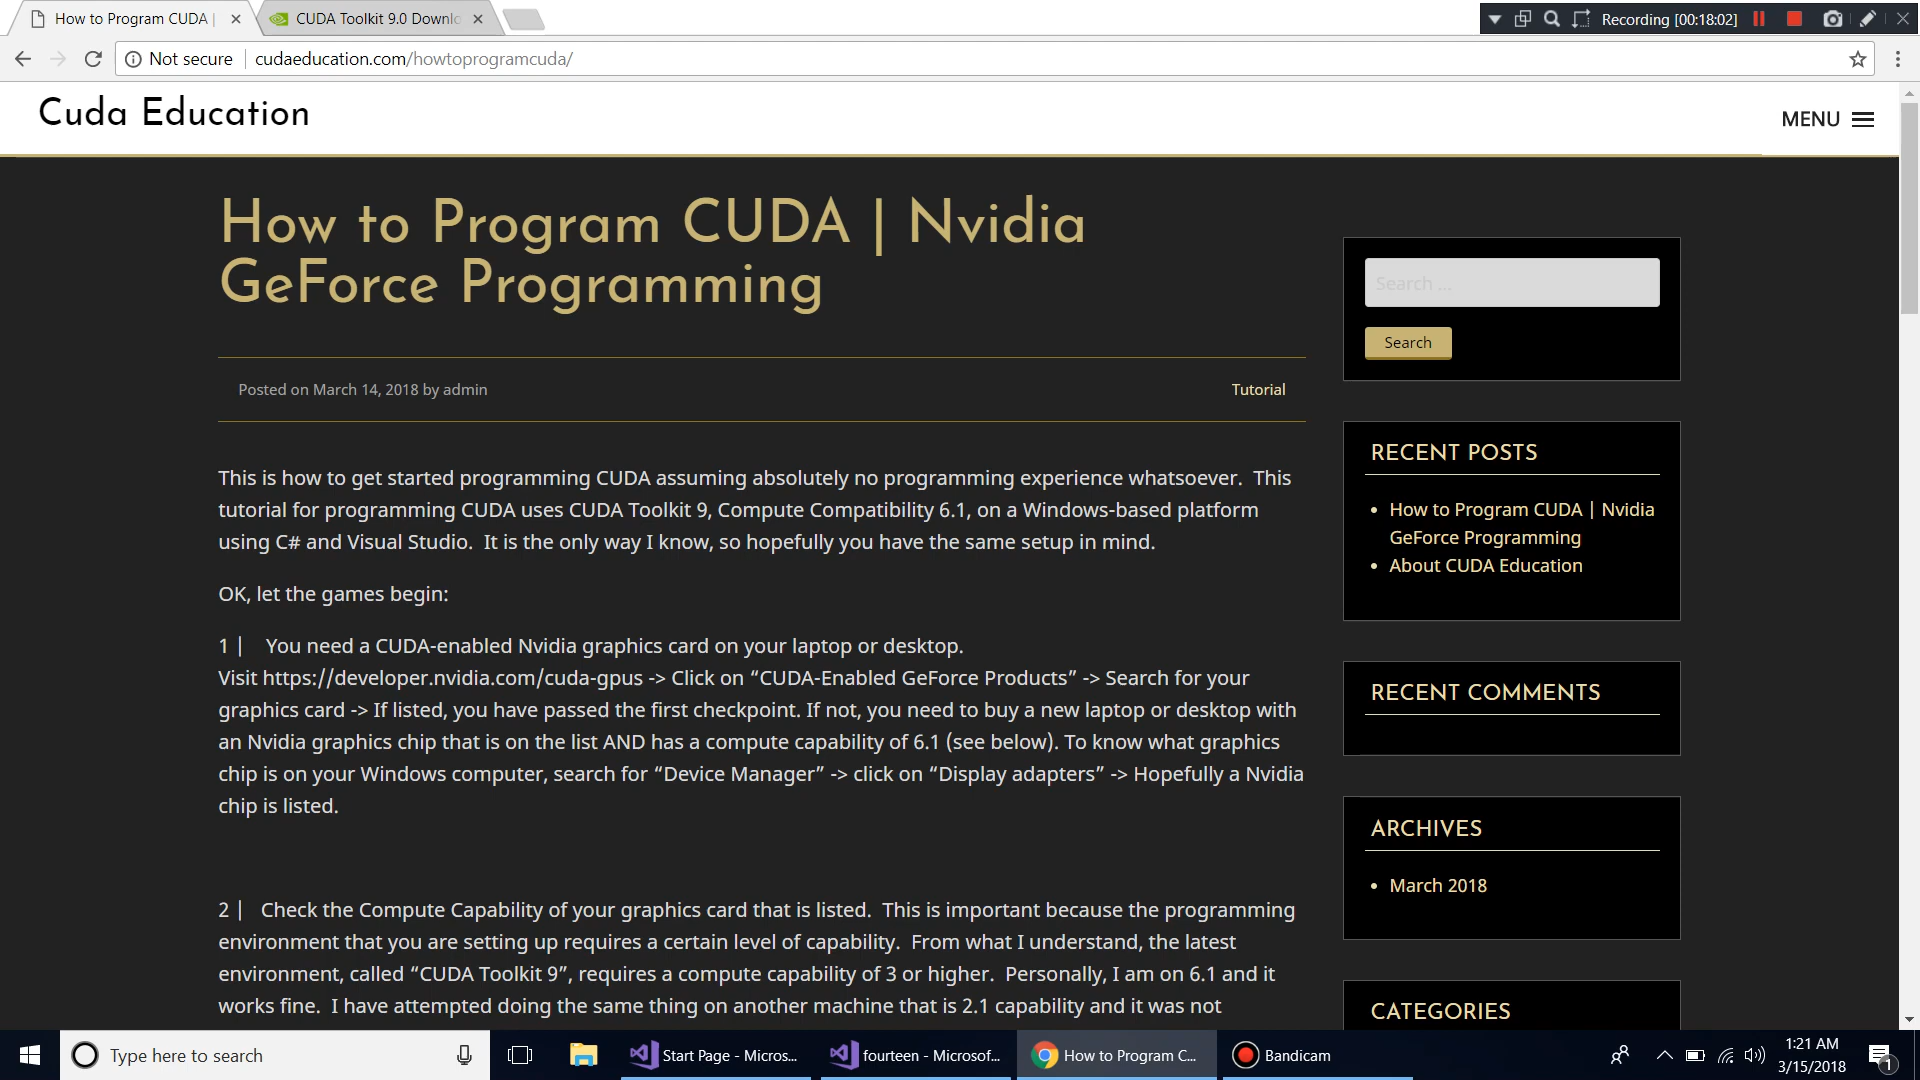 How to Program CUDA |
CUDA Toolkit 9.0 Downlo
Recording [00:18:02]
Not secure
cudaeducation.com/howtoprogramcuda/
Cuda Education
MENU
How to Program CUDA | Nvidia
GeForce Programming
Posted on March 14, 2018 by admin
Tutorial
This is how to get started programming CUDA assuming absolutely no programming experience whatsoever.  This
tutorial for programming CUDA uses CUDA Toolkit 9, Compute Compatibility 6.1, on a Windows-based platform
using C# and Visual Studio.  It is the only way I know, so hopefully you have the same setup in mind.
OK, let the games begin:
1 |    You need a CUDA-enabled Nvidia graphics card on your laptop or desktop.
Visit https://developer.nvidia.com/cuda-gpus -> Click on “CUDA-Enabled GeForce Products” -> Search for your
graphics card -> If listed, you have passed the first checkpoint. If not, you need to buy a new laptop or desktop with
an Nvidia graphics chip that is on the list AND has a compute capability of 6.1 (see below). To know what graphics
chip is on your Windows computer, search for “Device Manager” -> click on “Display adapters” -> Hopefully a Nvidia
chip is listed.
2 |   Check the Compute Capability of your graphics card that is listed.  This is important because the programming
environment that you are setting up requires a certain level of capability.  From what I understand, the latest
environment, called “CUDA Toolkit 9”, requires a compute capability of 3 or higher.  Personally, I am on 6.1 and it
works fine.  I have attempted doing the same thing on another machine that is 2.1 capability and it was not
Search ...
Search
RECENT POSTS
• How to Program CUDA | Nvidia
GeForce Programming
• About CUDA Education
RECENT COMMENTS
ARCHIVES
• March 2018
CATEGORIES
Type here to search
Start Page - Micros...
fourteen - Microsof...
How to Program C...
Bandicam
1:21 AM
3/15/2018
1